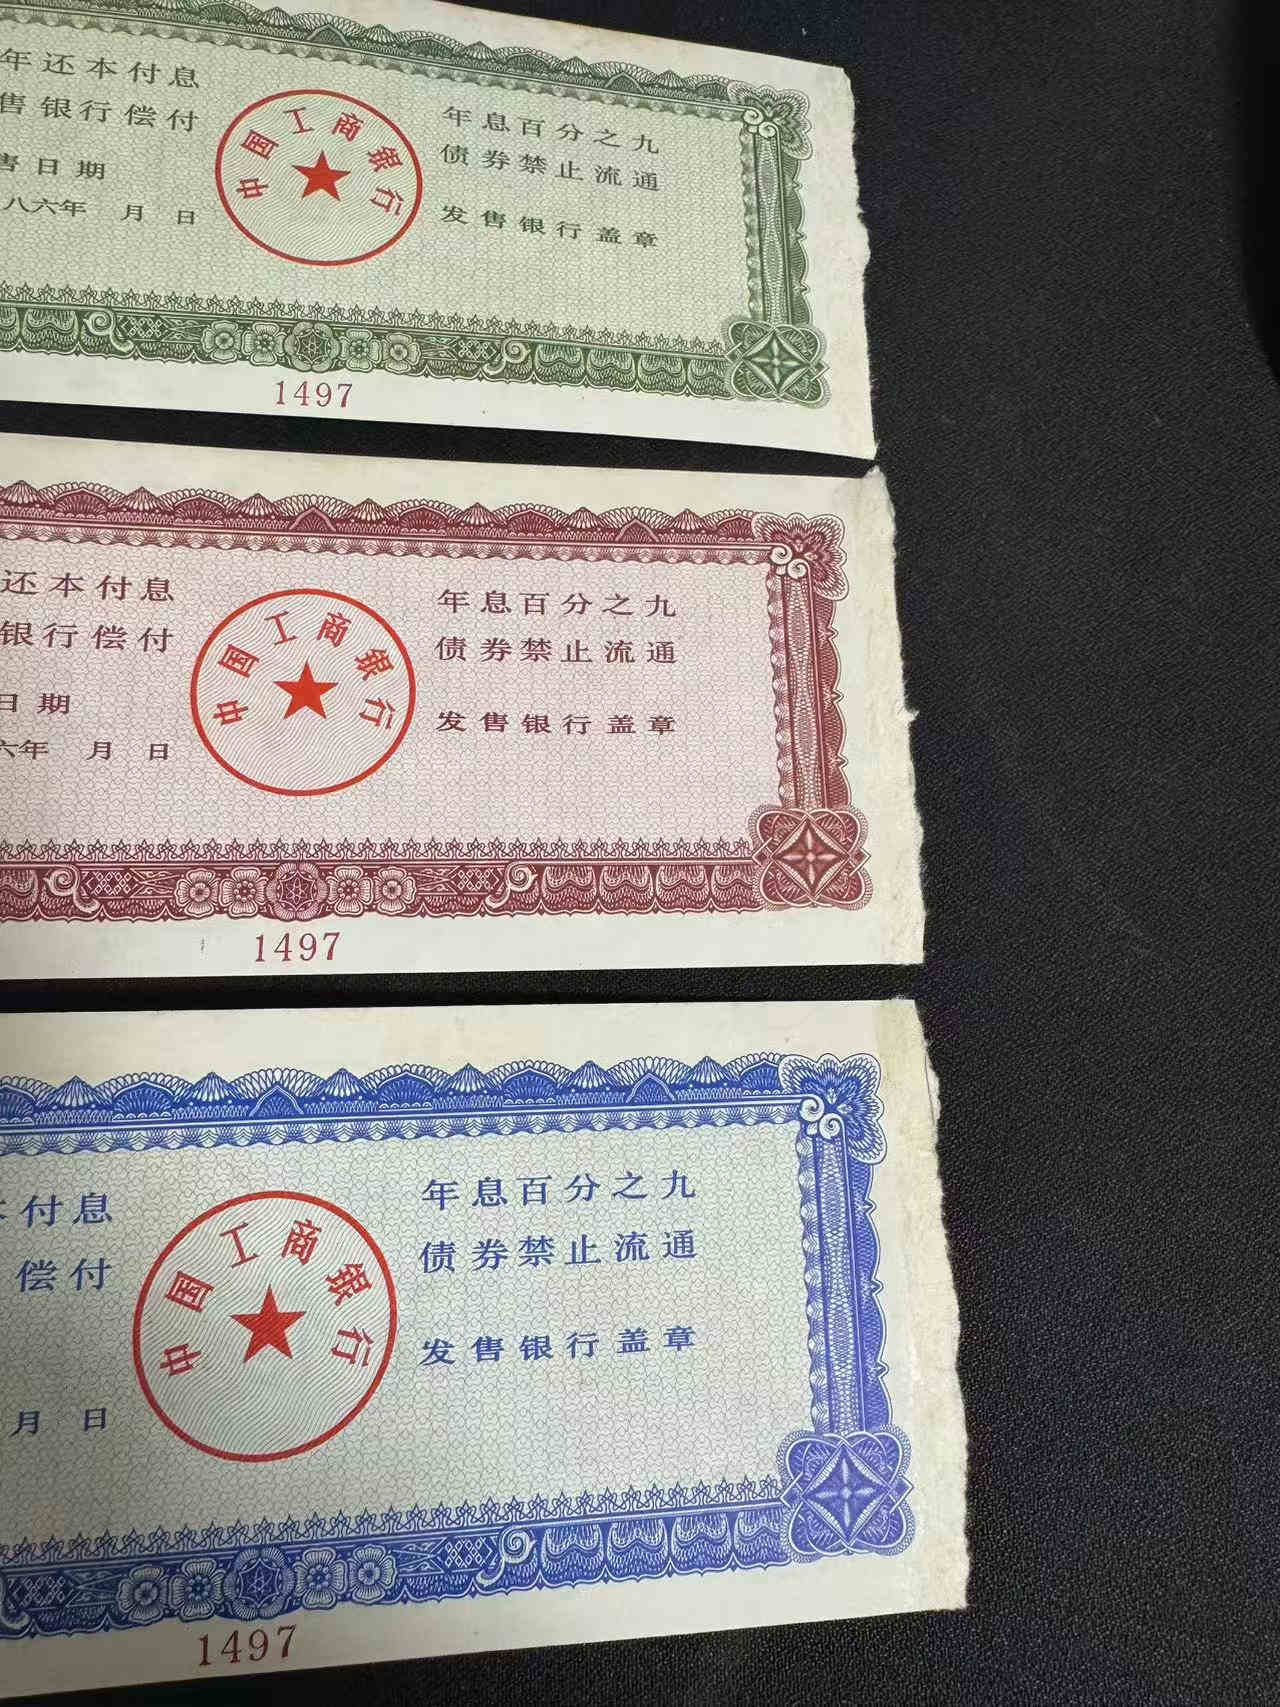 年还本付息
售银行偿付
售日期
八六年 月 日
中国工商银行
年息百分之九
债券禁止流通
发售银行盖章
1497
还本付息
银行偿付
日期
六年 月 日
中国工商银行
年息百分之九
债券禁止流通
发售银行盖章
1497
本付息
偿付
月 日
中国工商银行
年息百分之九
债券禁止流通
发售银行盖章
1497